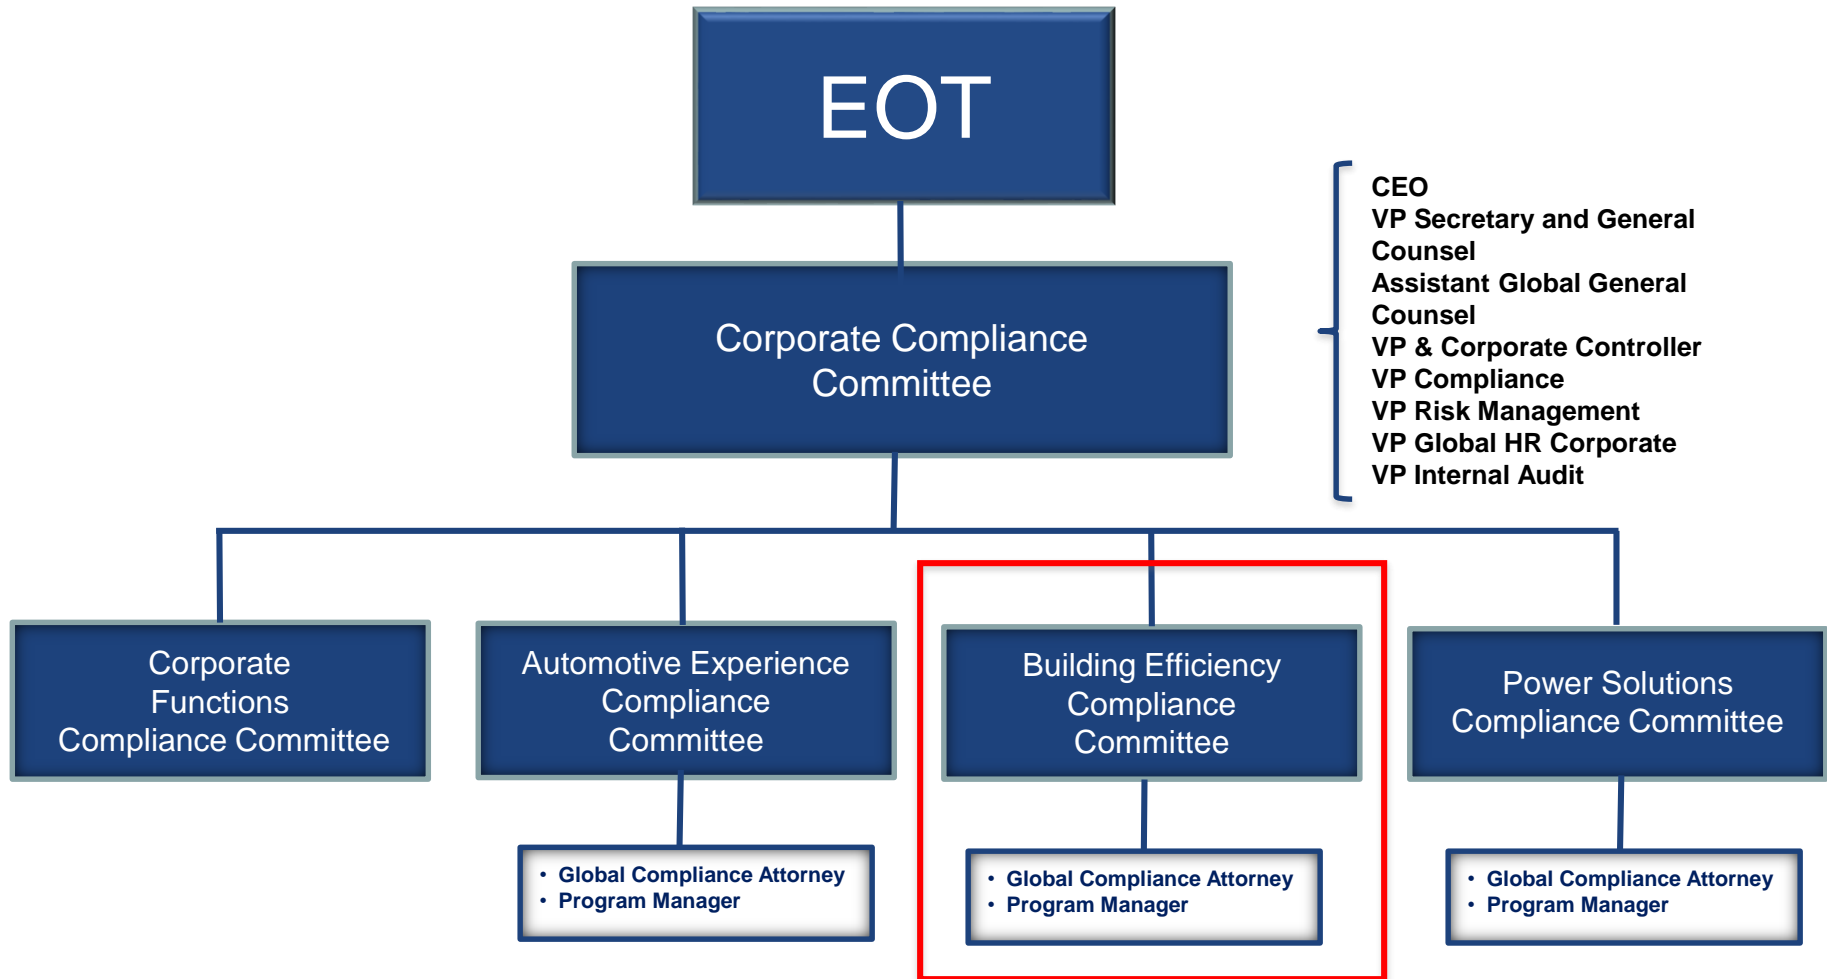 EOT
CEO
VP Secretary and General
Counsel
Assistant Global General
Counsel
VP & Corporate Controller
VP Compliance
VP Risk Management
VP Global HR Corporate
VP Internal Audit
Corporate Compliance
Committee
Corporate
Functions
Compliance Committee
Automotive Experience
Compliance
Committee
Building Efficiency
Compliance
Committee
Power Solutions
Compliance Committee
• Global Compliance Attorney
• Program Manager
• Global Compliance Attorney
• Program Manager
• Global Compliance Attorney
• Program Manager